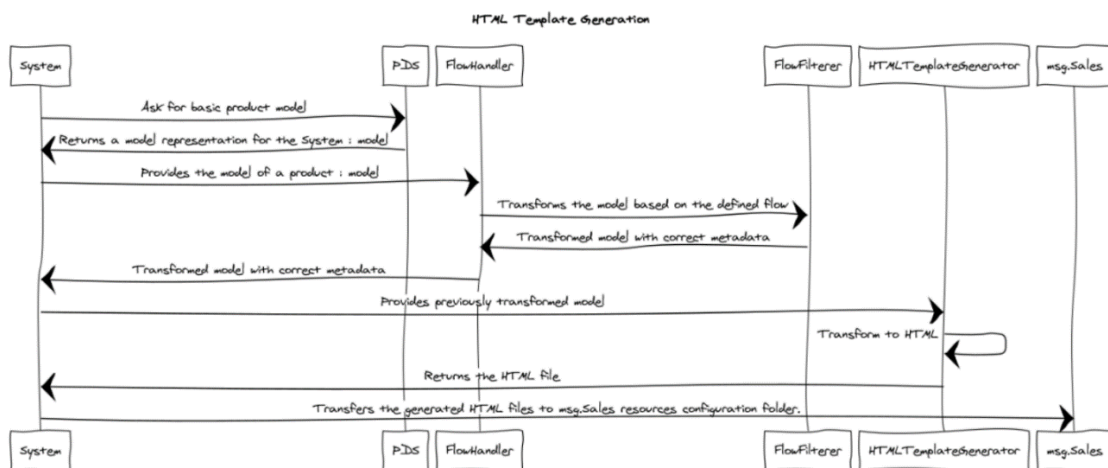 HTML Template Generation
System
PDS
FlowHandler
FlowFilterer
HTMLTemplateGenerator
msg.Sales
Ask for basic product model
Returns a model representation for the System : model
Provides the model of a product : model
Transforms the model based on the defined flow
Transformed model with correct metadata
Transformed model with correct metadata
Provides previously transformed model
Transform to HTML
Returns the HTML file
Transfers the generated HTML files to msg.Sales resources configuration folder.
System
PDS
FlowHandler
FlowFilterer
HTMLTemplateGenerator
msg.Sales